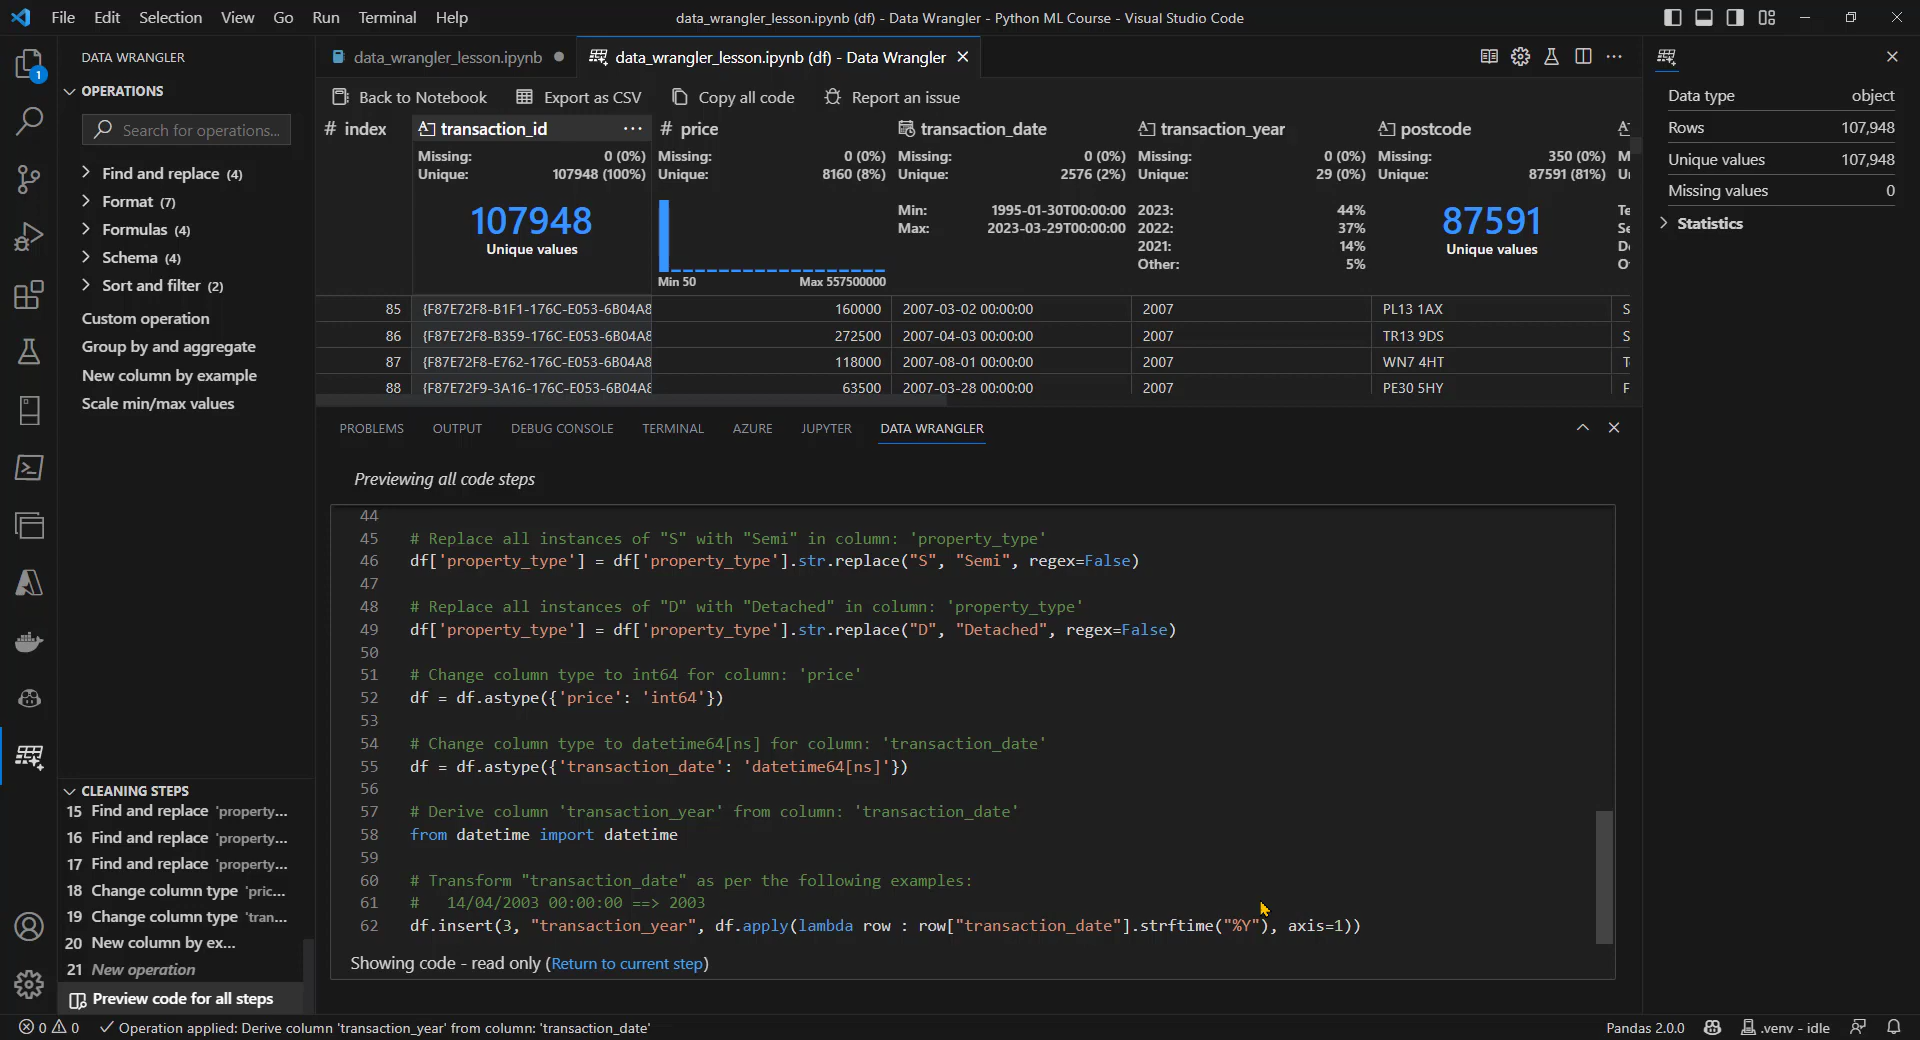 File Edit Selection View Go Run Terminal Help
data_wrangler_lesson.ipynb (df) - Data Wrangler - Python ML Course - Visual Studio Code
1
DATA WRANGLER
OPERATIONS
Search for operations...
Find and replace (4)
Format (7)
Formulas (4)
Schema (4)
Sort and filter (2)
Custom operation
Group by and aggregate
New column by example
Scale min/max values
CLEANING STEPS
15 Find and replace 'property...
16 Find and replace 'property...
17 Find and replace 'property...
18 Change column type 'pric...
19 Change column type 'tran...
20 New column by ex...
21 New operation
Preview code for all steps
data_wrangler_lesson.ipynb
data_wrangler_lesson.ipynb (df) - Data Wrangler
Back to Notebook Export as CSV Copy all code Report an issue
# index transaction_id ... # price transaction_date transaction_year postcode
Missing: 0 (0%) Missing: 0 (0%) Missing: 0 (0%) Missing: 0 (0%) Missing: 350 (0%) M
Unique: 107948 (100%) Unique: 8160 (8%) Unique: 2576 (2%) Unique: 29 (0%) Unique: 87591 (81%)
107948
Unique values
Min 50 Max 557500000
Min: 1995-01-30T00:00:00
Max: 2023-03-29T00:00:00
2023: 44%
2022: 37%
2021: 14%
Other: 5%
87591
Unique values
Te
Se
85 {F87E72F8-B1F1-176C-E053-6B04A8 160000 2007-03-02 00:00:00 2007 PL13 1AX S
86 {F87E72F8-B359-176C-E053-6B04A8 272500 2007-04-03 00:00:00 2007 TR13 9DS S
87 {F87E72F8-E762-176C-E053-6B04A8 118000 2007-08-01 00:00:00 2007 WN7 4HT T
88 {F87E72F9-3A16-176C-E053-6B04A8 63500 2007-03-28 00:00:00 2007 PE30 5HY F
PROBLEMS OUTPUT DEBUG CONSOLE TERMINAL AZURE JUPYTER DATA WRANGLER
Previewing all code steps
44
45 # Replace all instances of "S" with "Semi" in column: 'property_type'
46 df['property_type'] = df['property_type'].str.replace("S", "Semi", regex=False)
47
48 # Replace all instances of "D" with "Detached" in column: 'property_type'
49 df['property_type'] = df['property_type'].str.replace("D", "Detached", regex=False)
50
51 # Change column type to int64 for column: 'price'
52 df = df.astype({'price': 'int64'})
53
54 # Change column type to datetime64[ns] for column: 'transaction_date'
55 df = df.astype({'transaction_date': 'datetime64[ns]'})
56
57 # Derive column 'transaction_year' from column: 'transaction_date'
58 from datetime import datetime
59
60 # Transform "transaction_date" as per the following examples:
61 # 14/04/2003 00:00:00 ==> 2003
62 df.insert(3, "transaction_year", df.apply(lambda row : row["transaction_date"].strftime("%Y"), axis=1))
Showing code - read only (Return to current step)
Data type object
Rows 107,948
Unique values 107,948
Missing values 0
Statistics
0 0 Operation applied: Derive column 'transaction_year' from column: 'transaction_date'
Pandas 2.0.0 .venv - idle